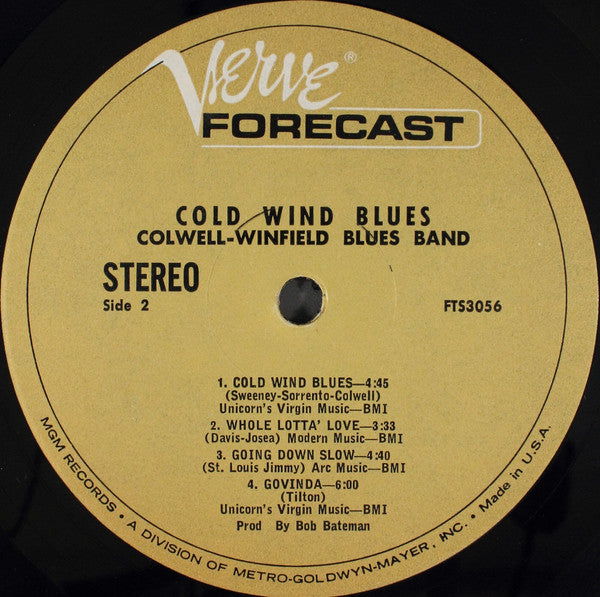 Verve®
FORECAST
COLD WIND BLUES
COLWELL-WINFIELD BLUES BAND
STEREO
Side 2
FTS3056
1. COLD WIND BLUES—4:45
(Sweeney-Sorrento-Colwell)
Unicorn's Virgin Music—BMI
2. WHOLE LOTTA' LOVE—3:33
(Davis-Josea) Modern Music—BMI
3. GOING DOWN SLOW—4:40
(St. Louis Jimmy) Arc Music—BMI
4. GOVINDA—6:00
(Tilton)
Unicorn's Virgin Music—BMI
Prod By Bob Bateman
MGM RECORDS • A DIVISION OF METRO-GOLDWYN-MAYER, INC. • Made in U.S.A.